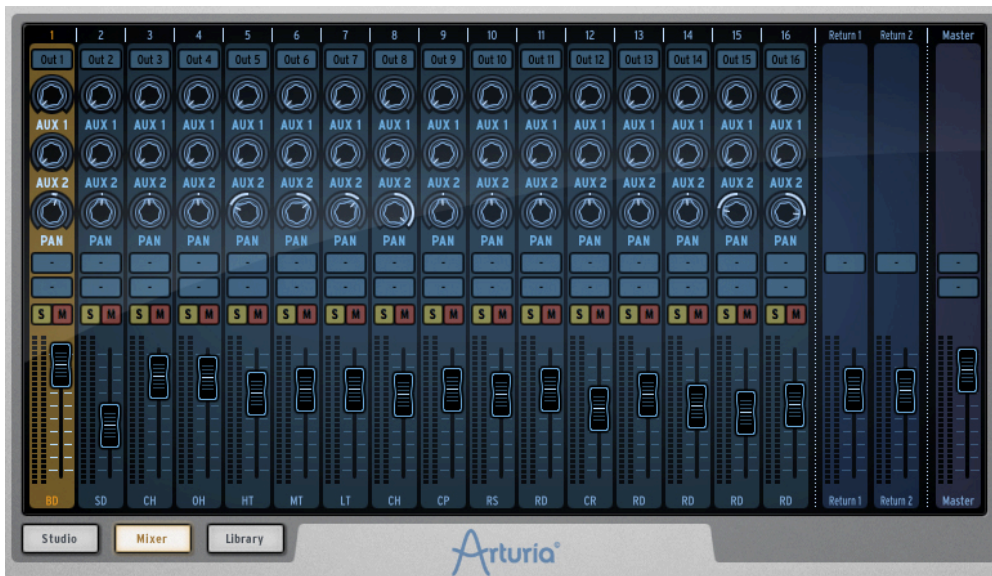 1 2 3 4 5 6 7 8 9 10 11 12 13 14 15 16 Return 1 Return 2 Master
Out 1 Out 2 Out 3 Out 4 Out 5 Out 6 Out 7 Out 8 Out 9 Out 10 Out 11 Out 12 Out 13 Out 14 Out 15 Out 16
AUX 1 AUX 1 AUX 1 AUX 1 AUX 1 AUX 1 AUX 1 AUX 1 AUX 1 AUX 1 AUX 1 AUX 1 AUX 1 AUX 1 AUX 1 AUX 1
AUX 2 AUX 2 AUX 2 AUX 2 AUX 2 AUX 2 AUX 2 AUX 2 AUX 2 AUX 2 AUX 2 AUX 2 AUX 2 AUX 2 AUX 2 AUX 2
PAN PAN PAN PAN PAN PAN PAN PAN PAN PAN PAN PAN PAN PAN PAN PAN
- - - - - - - - - - - - - - - - - - -
- - - - - - - - - - - - - - - - -
S M S M S M S M S M S M S M S M S M S M S M S M S M S M S M S M
BD SD CH OH HT MT LT CH CP RS RD CR RD RD RD RD Return 1 Return 2 Master
Studio Mixer Library
Arturia®